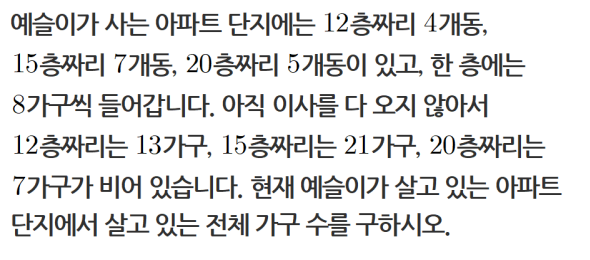 예슬이가 사는 아파트 단지에는 12층짜리 4개동,
15층짜리 7개동, 20층짜리 5개동이 있고, 한 층에는
8가구씩 들어갑니다. 아직 이사를 다 오지 않아서
12층짜리는 13가구, 15층짜리는 21가구, 20층짜리는
7가구가 비어 있습니다. 현재 예슬이가 살고 있는 아파트
단지에서 살고 있는 전체 가구 수를 구하시오.